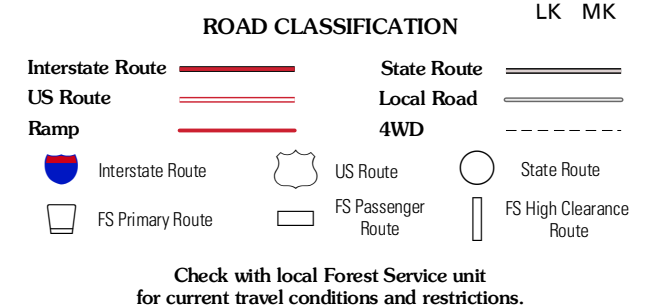 LK MK
ROAD CLASSIFICATION
Interstate Route
State Route
US Route
Local Road
Ramp
4WD
Interstate Route
US Route
State Route
FS Primary Route
FS Passenger
Route
FS High Clearance
Route
Check with local Forest Service unit
for current travel conditions and restrictions.